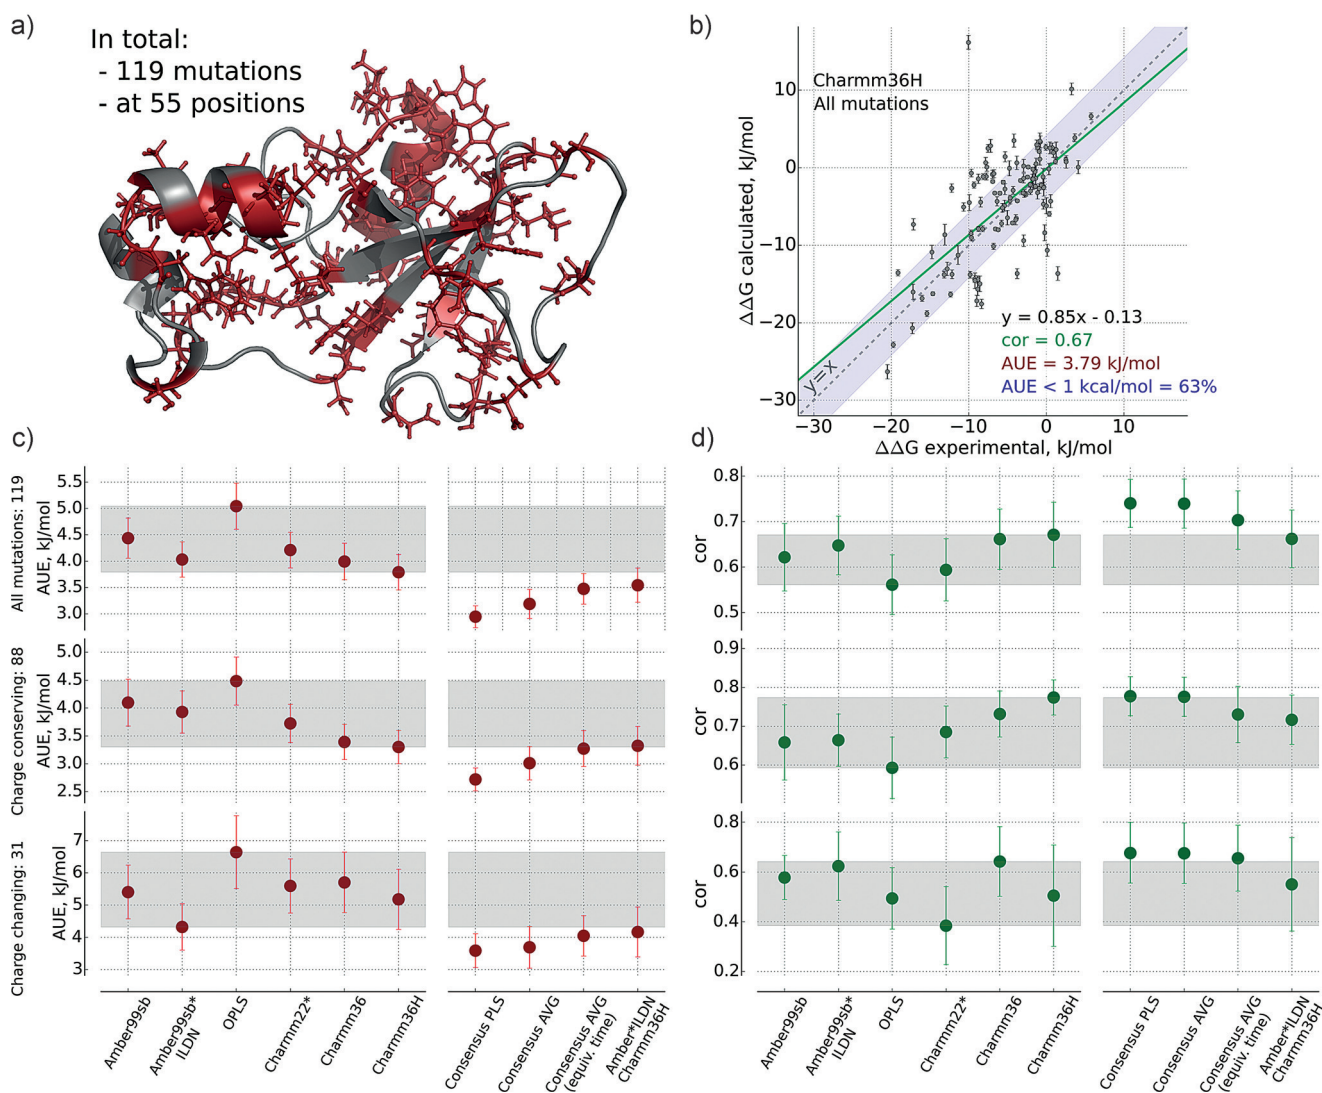 a)
In total:
- 119 mutations
- at 55 positions
b)
Charmm36H
All mutations
ΔΔG calculated, kJ/mol
10
0
−10
−20
−30
y = 0.85x - 0.13
cor = 0.67
AUE = 3.79 kJ/mol
AUE < 1 kcal/mol = 63%
y=x
−30
−20
−10
0
10
ΔΔG experimental, kJ/mol
c)
All mutations: 119
AUE, kJ/mol
5.5
5.0
4.5
4.0
3.5
3.0
Charge conserving: 88
AUE, kJ/mol
5.0
4.5
4.0
3.5
3.0
2.5
Charge changing: 31
AUE, kJ/mol
7
6
5
4
3
Amber99sb
Amber99sb*
ILDN
OPLS
Charmm22*
Charmm36
Charmm36H
Consensus PLS
Consensus AVG
Consensus AVG
(equiv. time)
Amber*ILDN
Charmm36H
d)
cor
0.8
0.7
0.6
0.5
cor
0.9
0.8
0.7
0.6
cor
0.8
0.6
0.4
0.2
Amber99sb
Amber99sb*
ILDN
OPLS
Charmm22*
Charmm36
Charmm36H
Consensus PLS
Consensus AVG
Consensus AVG
(equiv. time)
Amber*ILDN
Charmm36H